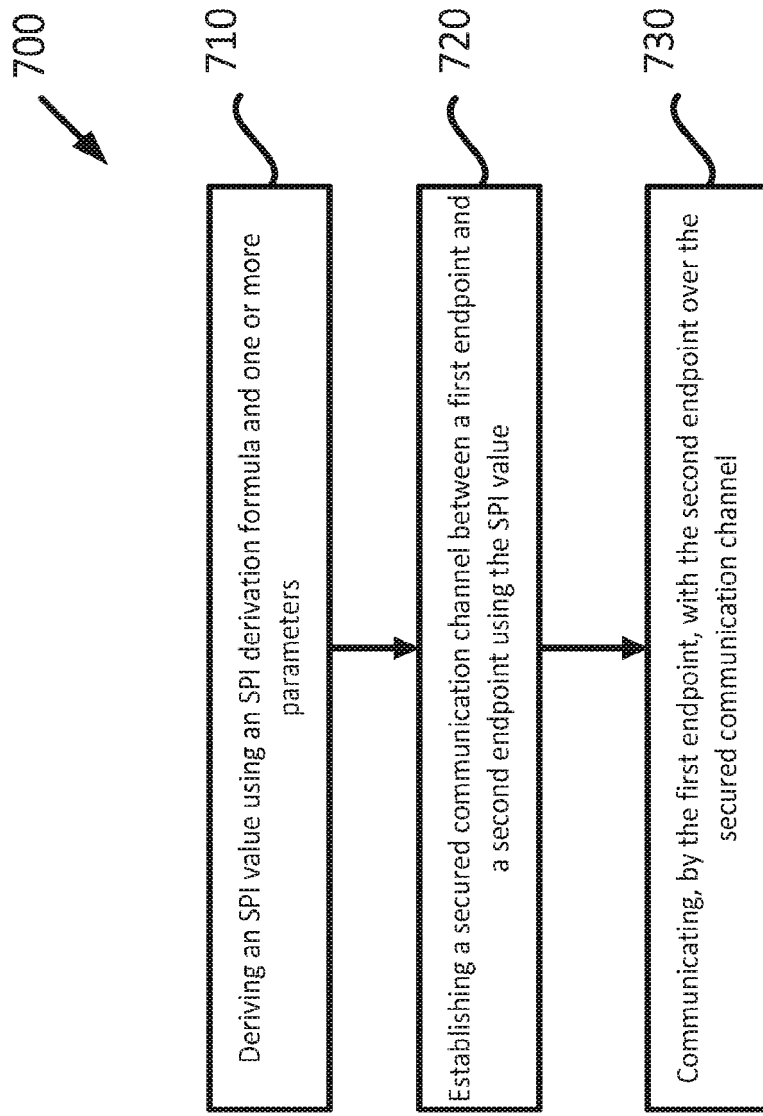 700
710
Deriving an SPI value using an SPI derivation formula and one or more
parameters
720
Establishing a secured communication channel between a first endpoint and
a second endpoint using the SPI value
730
Communicating, by the first endpoint, with the second endpoint over the
secured communication channel